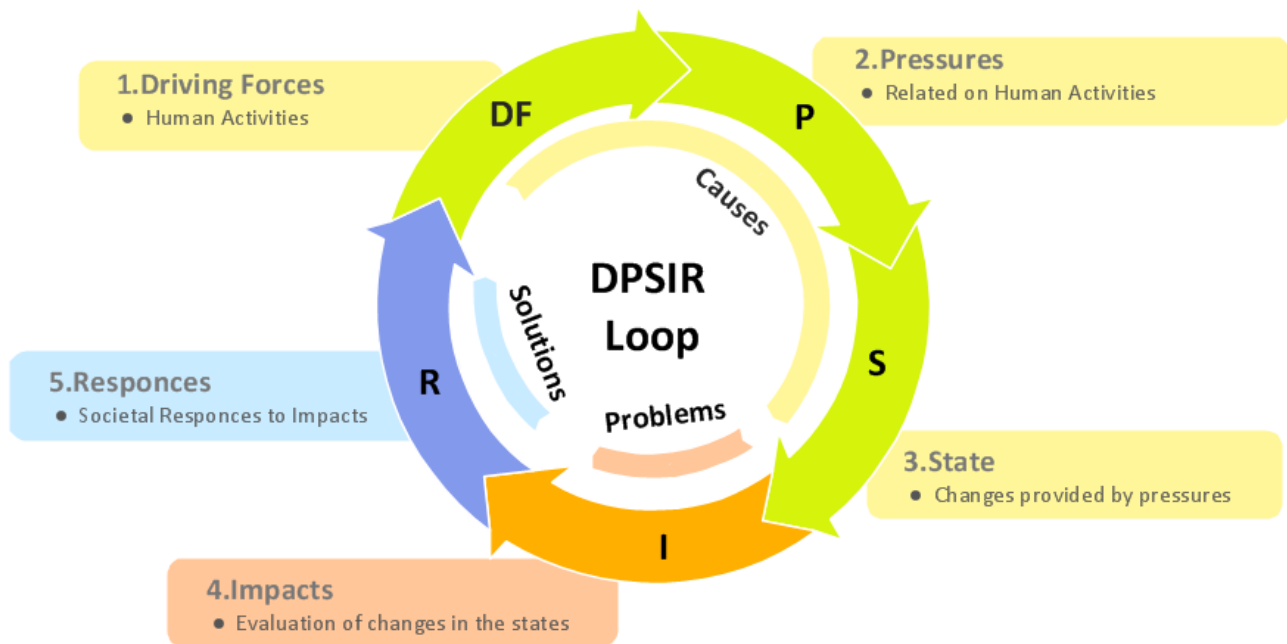 1.Driving Forces
● Human Activities
2.Pressures
● Related on Human Activities
DF
P
Causes
DPSIR
Loop
Solutions
Problems
S
R
5.Responces
● Societal Responces to Impacts
3.State
● Changes provided by pressures
I
4.Impacts
● Evaluation of changes in the states